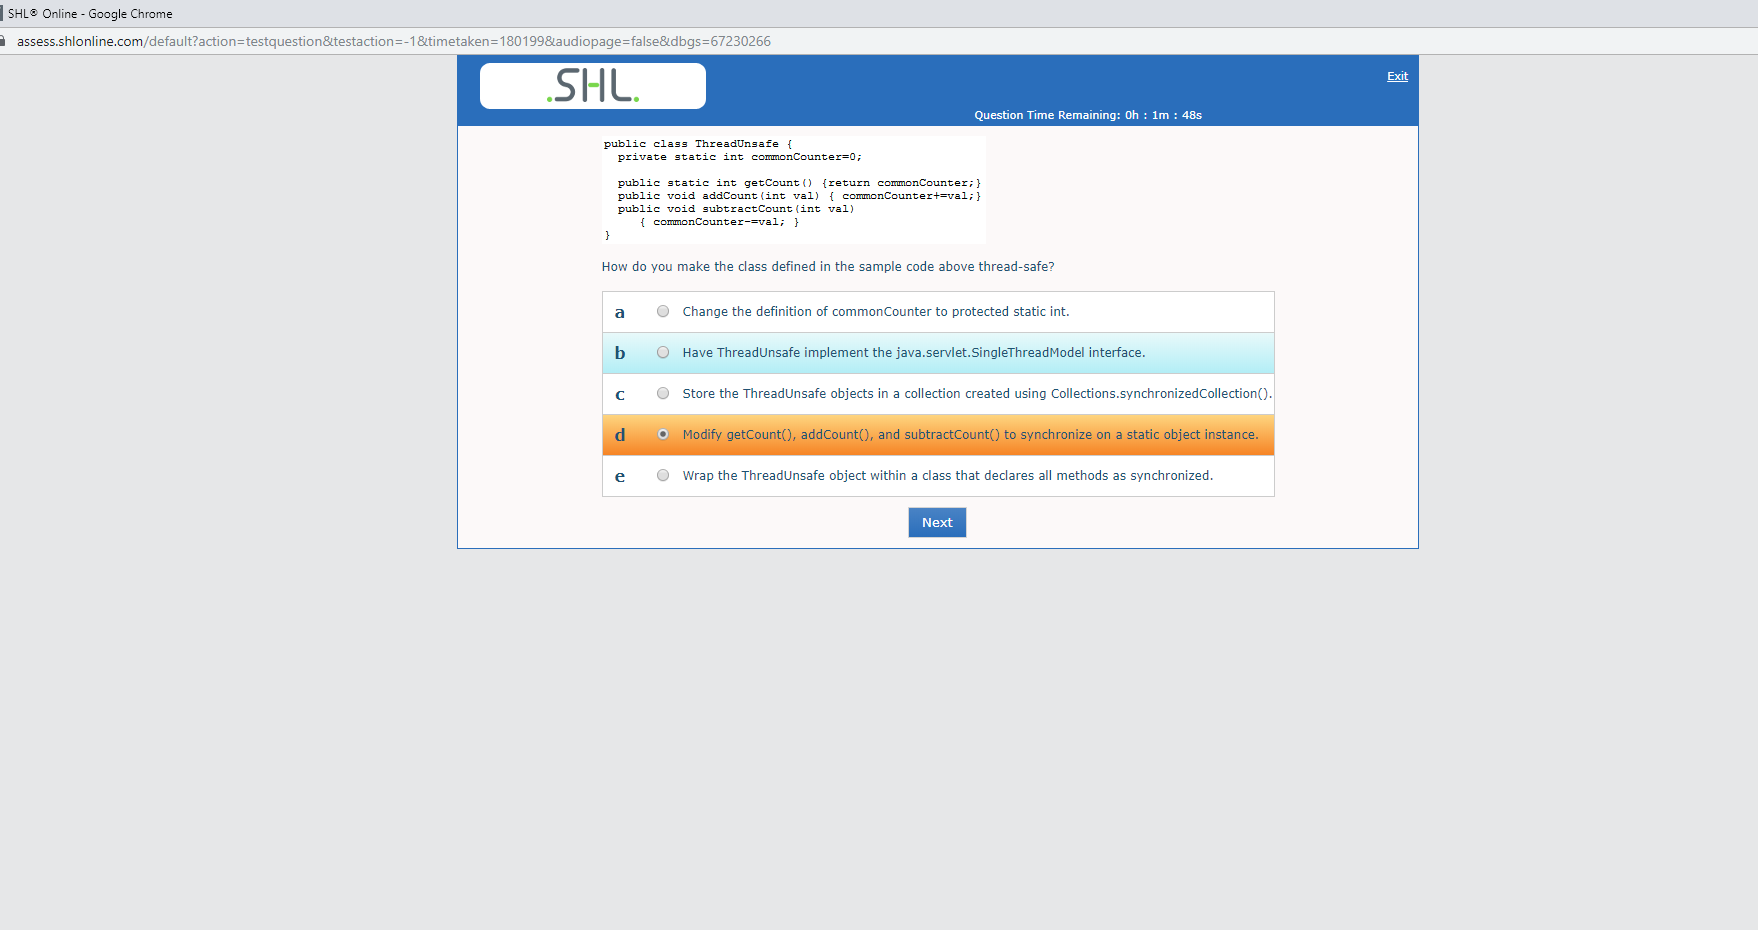 SHL® Online - Google Chrome
assess.shlonline.com/default?action=testquestion&testaction=-1&timetaken=180199&audiopage=false&dbgs=67230266
.SHL.
Exit
Question Time Remaining: 0h : 1m : 48s
public class ThreadUnsafe {
private static int commonCounter=0;
public static int getCount() {return commonCounter;}
public void addCount(int val) { commonCounter+=val;}
public void subtractCount(int val)
{ commonCounter-=val; }
}
How do you make the class defined in the sample code above thread-safe?
a Change the definition of commonCounter to protected static int.
b Have ThreadUnsafe implement the java.servlet.SingleThreadModel interface.
c Store the ThreadUnsafe objects in a collection created using Collections.synchronizedCollection().
d Modify getCount(), addCount(), and subtractCount() to synchronize on a static object instance.
e Wrap the ThreadUnsafe object within a class that declares all methods as synchronized.
Next